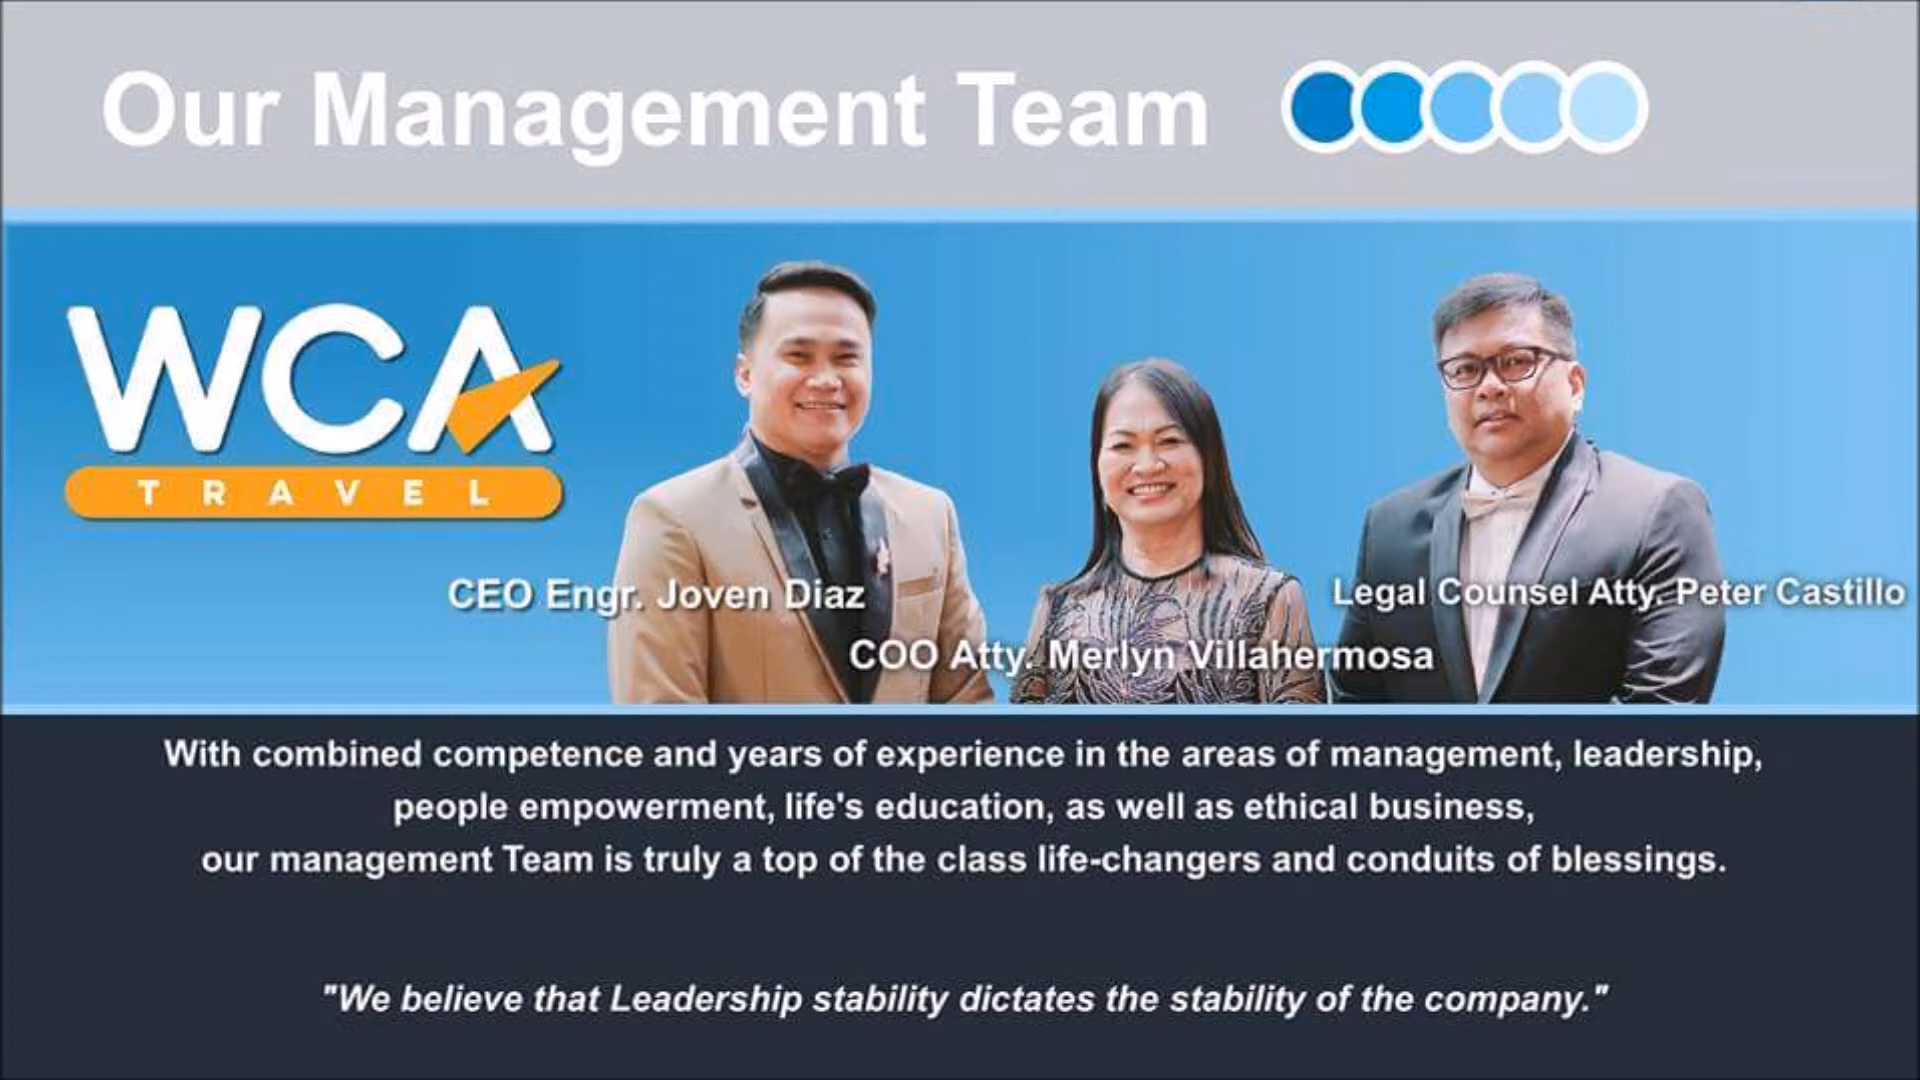 Our Management Team
WCA
TRAVEL
CEO Engr. Joven Diaz
COO Atty. Merlyn Villahermosa
Legal Counsel Atty. Peter Castillo
With combined competence and years of experience in the areas of management, leadership,
people empowerment, life's education, as well as ethical business,
our management Team is truly a top of the class life-changers and conduits of blessings.
"We believe that Leadership stability dictates the stability of the company."